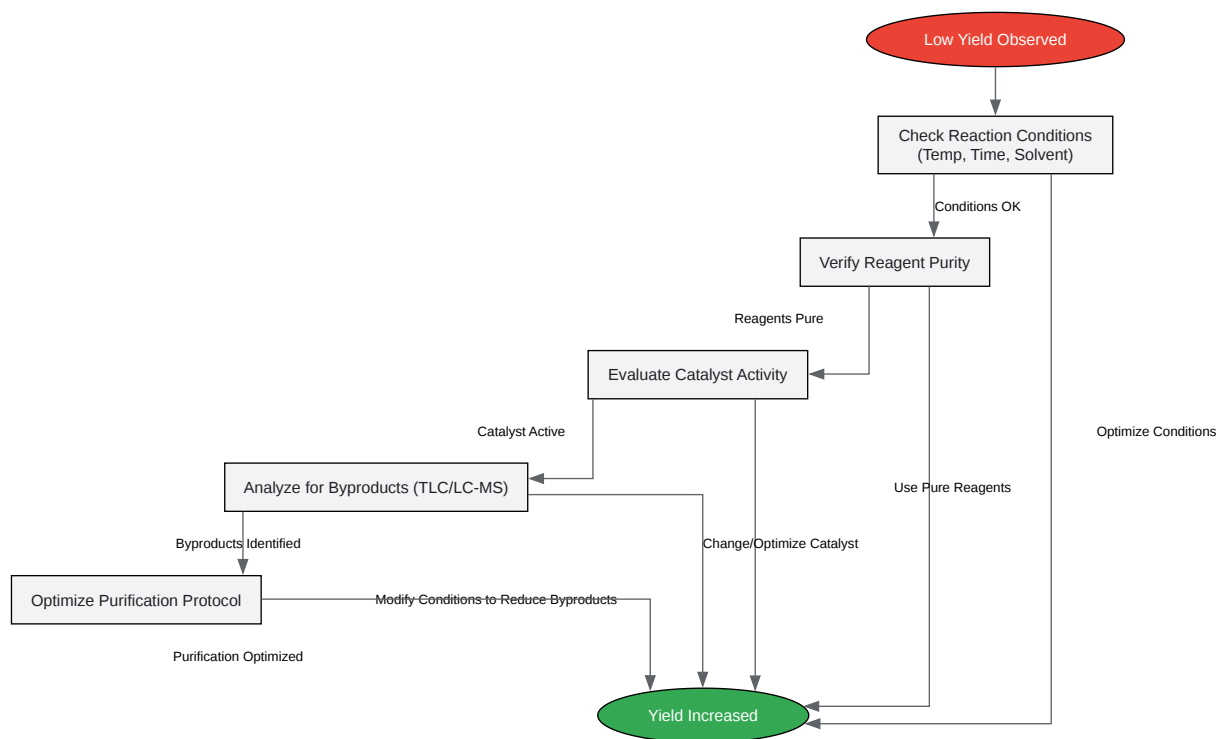 Low Yield Observed
Check Reaction Conditions
(Temp, Time, Solvent)
Conditions OK
Verify Reagent Purity
Reagents Pure
Evaluate Catalyst Activity
Catalyst Active
Optimize Conditions
Analyze for Byproducts (TLC/LC-MS)
Use Pure Reagents
Byproducts Identified
Change/Optimize Catalyst
Optimize Purification Protocol
Modify Conditions to Reduce Byproducts
Purification Optimized
Yield Increased